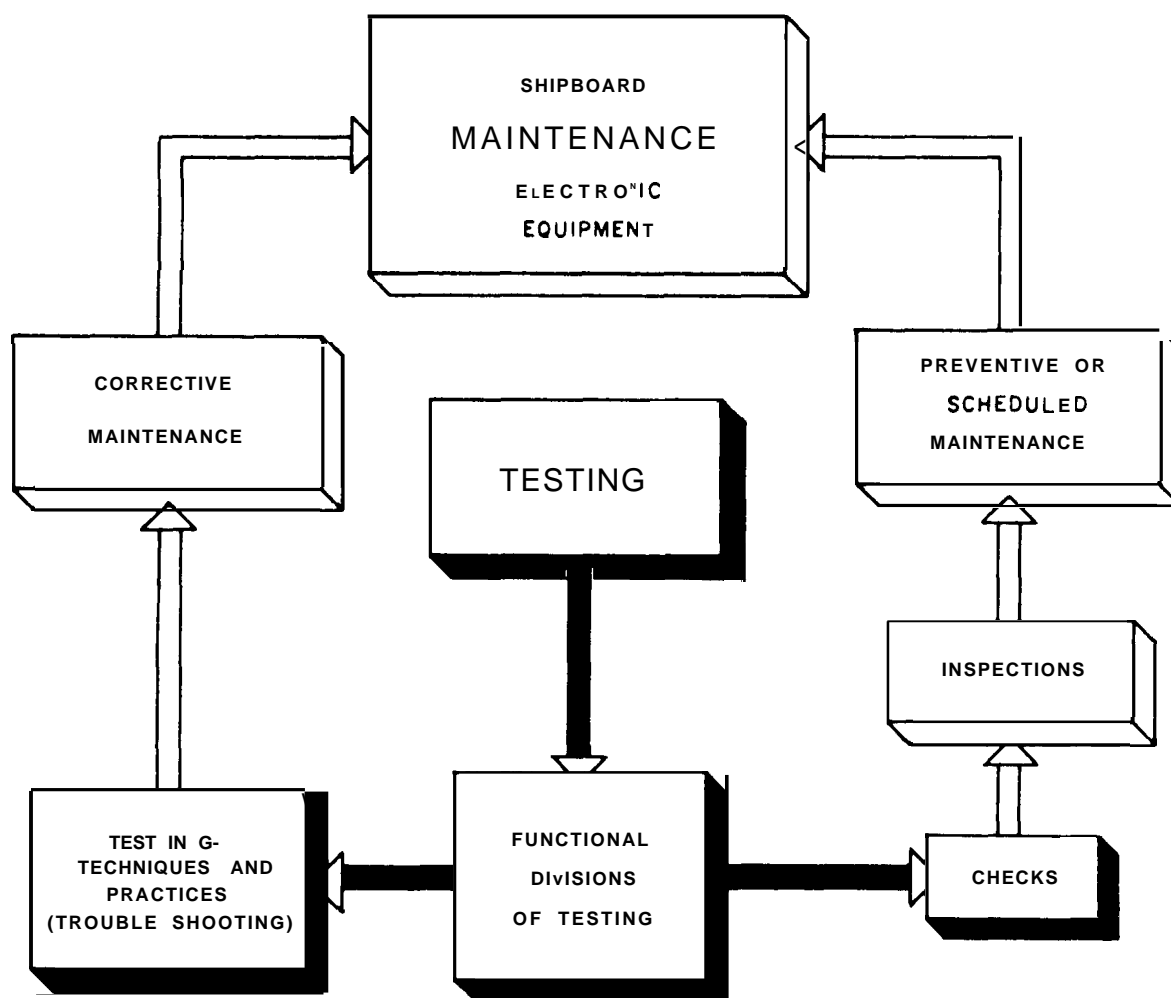 SHIPBOARD
MAINTENANCE
ELECTRONIC
EQUIPMENT
CORRECTIVE
MAINTENANCE
PREVENTIVE OR
SCHEDULED
MAINTENANCE
TESTING
INSPECTIONS
TEST IN G-
TECHNIQUES AND
PRACTICES
(TROUBLE SHOOTING)
FUNCTIONAL
DIvISIONS
OF TESTING
CHECKS